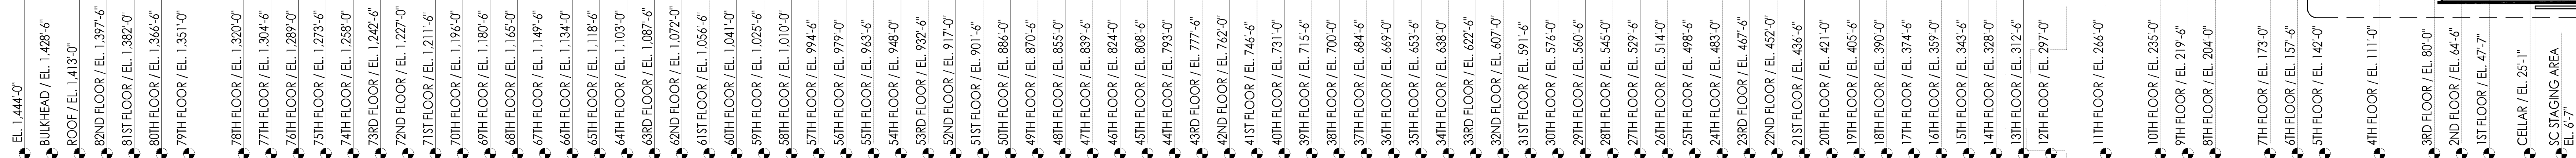 EL. 1,444'-0"
BULKHEAD / EL. 1,428'-6"
ROOF / EL. 1,413'-0"
82ND FLOOR / EL. 1,397'-6"
81ST FLOOR / EL. 1,382'-0"
80TH FLOOR / EL. 1,366'-6"
79TH FLOOR / EL. 1,351'-0"
78TH FLOOR / EL. 1,320'-0"
77TH FLOOR / EL. 1,304'-6"
76TH FLOOR / EL. 1,289'-0"
75TH FLOOR / EL. 1,273'-6"
74TH FLOOR / EL. 1,258'-0"
73RD FLOOR / EL. 1,242'-6"
72ND FLOOR / EL. 1,227'-0"
71ST FLOOR / EL. 1,211'-6"
70TH FLOOR / EL. 1,196'-0"
69TH FLOOR / EL. 1,180'-6"
68TH FLOOR / EL. 1,165'-0"
67TH FLOOR / EL. 1,149'-6"
66TH FLOOR / EL. 1,134'-0"
65TH FLOOR / EL. 1,118'-6"
64TH FLOOR / EL. 1,103'-0"
63RD FLOOR / EL. 1,087'-6"
62ND FLOOR / EL. 1,072'-0"
61ST FLOOR / EL. 1,056'-6"
60TH FLOOR / EL. 1,041'-0"
59TH FLOOR / EL. 1,025'-6"
58TH FLOOR / EL. 1,010'-0"
57TH FLOOR / EL. 994'-6"
56TH FLOOR / EL. 979'-0"
55TH FLOOR / EL. 963'-6"
54TH FLOOR / EL. 948'-0"
53RD FLOOR / EL. 932'-6"
52ND FLOOR / EL. 917'-0"
51ST FLOOR / EL. 901'-6"
50TH FLOOR / EL. 886'-0"
49TH FLOOR / EL. 870'-6"
48TH FLOOR / EL. 855'-0"
47TH FLOOR / EL. 839'-6"
46TH FLOOR / EL. 824'-0"
45TH FLOOR / EL. 808'-6"
44TH FLOOR / EL. 793'-0"
43RD FLOOR / EL. 777'-6"
42ND FLOOR / EL. 762'-0"
41ST FLOOR / EL. 746'-6"
40TH FLOOR / EL. 731'-0"
39TH FLOOR / EL. 715'-6"
38TH FLOOR / EL. 700'-0"
37TH FLOOR / EL. 684'-6"
36TH FLOOR / EL. 669'-0"
35TH FLOOR / EL. 653'-6"
34TH FLOOR / EL. 638'-0"
33RD FLOOR / EL. 622'-6"
32ND FLOOR / EL. 607'-0"
31ST FLOOR / EL. 591'-6"
30TH FLOOR / EL. 576'-0"
29TH FLOOR / EL. 560'-6"
28TH FLOOR / EL. 545'-0"
27TH FLOOR / EL. 529'-6"
26TH FLOOR / EL. 514'-0"
25TH FLOOR / EL. 498'-6"
24TH FLOOR / EL. 483'-0"
23RD FLOOR / EL. 467'-6"
22ND FLOOR / EL. 452'-0"
21ST FLOOR / EL. 436'-6"
20TH FLOOR / EL. 421'-0"
19TH FLOOR / EL. 405'-6"
18TH FLOOR / EL. 390'-0"
17TH FLOOR / EL. 374'-6"
16TH FLOOR / EL. 359'-0"
15TH FLOOR / EL. 343'-6"
14TH FLOOR / EL. 328'-0"
13TH FLOOR / EL. 312'-6"
12TH FLOOR / EL. 297'-0"
11TH FLOOR / EL. 266'-0"
10TH FLOOR / EL. 235'-0"
9TH FLOOR / EL. 219'-6"
8TH FLOOR / EL. 204'-0"
7TH FLOOR / EL. 173'-0"
6TH FLOOR / EL. 157'-6"
5TH FLOOR / EL. 142'-0"
4TH FLOOR / EL. 111'-0"
3RD FLOOR / EL. 80'-0"
2ND FLOOR / EL. 64'-6"
1ST FLOOR / EL. 47'-7"
CELLAR / EL. 25'-1"
SC STAGING AREA
EL. 6'-7"